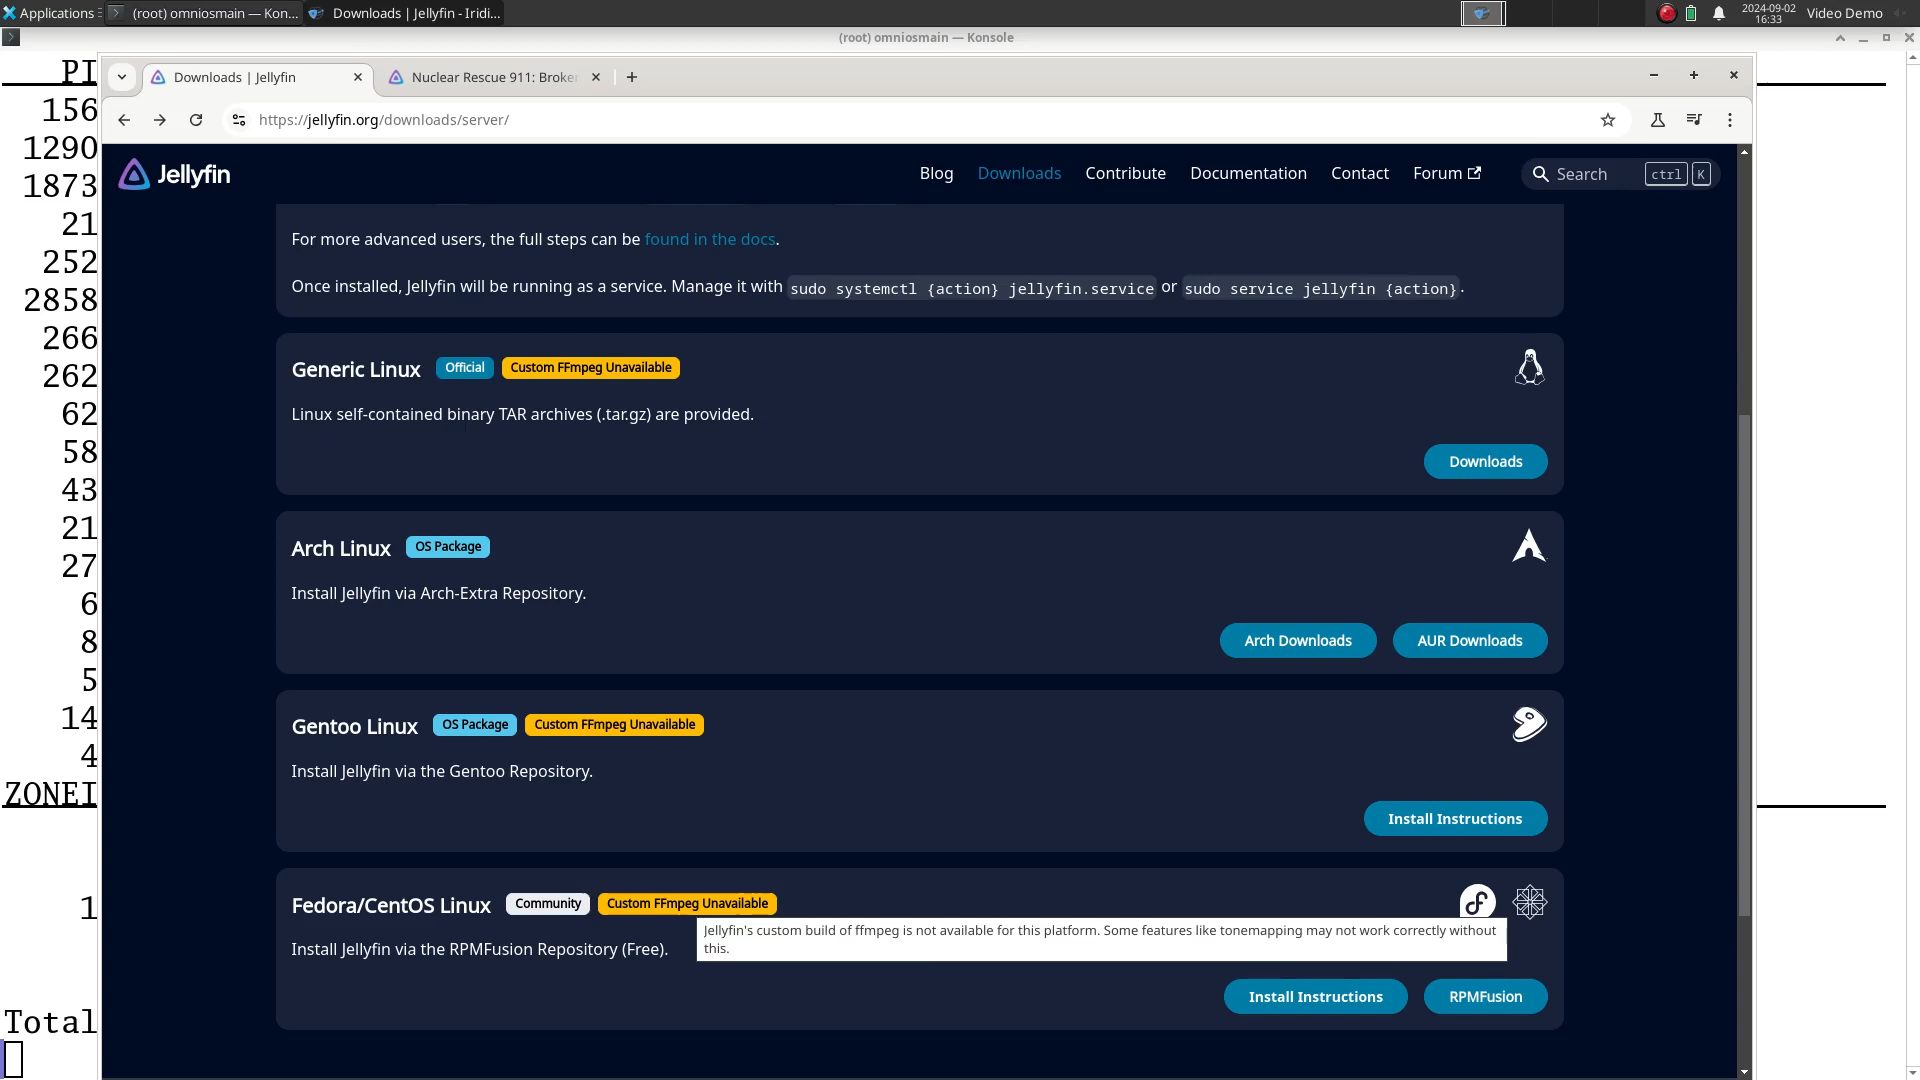 Applications
(root) omniosmain — Kon...
Downloads | Jellyfin - Iridi...
2024-09-02
16:33
Video Demo
(root) omniosmain — Konsole
PI
156
1290
1873
21
252
2858
266
262
62
58
43
21
27
6
8
5
14
4
ZONEI
1
Total
Downloads | Jellyfin
Nuclear Rescue 911: Broke
https://jellyfin.org/downloads/server/
Jellyfin
Blog
Downloads
Contribute
Documentation
Contact
Forum
Search
ctrl
K
For more advanced users, the full steps can be found in the docs.
Once installed, Jellyfin will be running as a service. Manage it with sudo systemctl {action} jellyfin.service or sudo service jellyfin {action}.
Generic Linux
Official
Custom FFmpeg Unavailable
Linux self-contained binary TAR archives (.tar.gz) are provided.
Downloads
Arch Linux
OS Package
Install Jellyfin via Arch-Extra Repository.
Arch Downloads
AUR Downloads
Gentoo Linux
OS Package
Custom FFmpeg Unavailable
Install Jellyfin via the Gentoo Repository.
Install Instructions
Fedora/CentOS Linux
Community
Custom FFmpeg Unavailable
Jellyfin's custom build of ffmpeg is not available for this platform. Some features like tonemapping may not work correctly without
this.
Install Jellyfin via the RPMFusion Repository (Free).
Install Instructions
RPMFusion